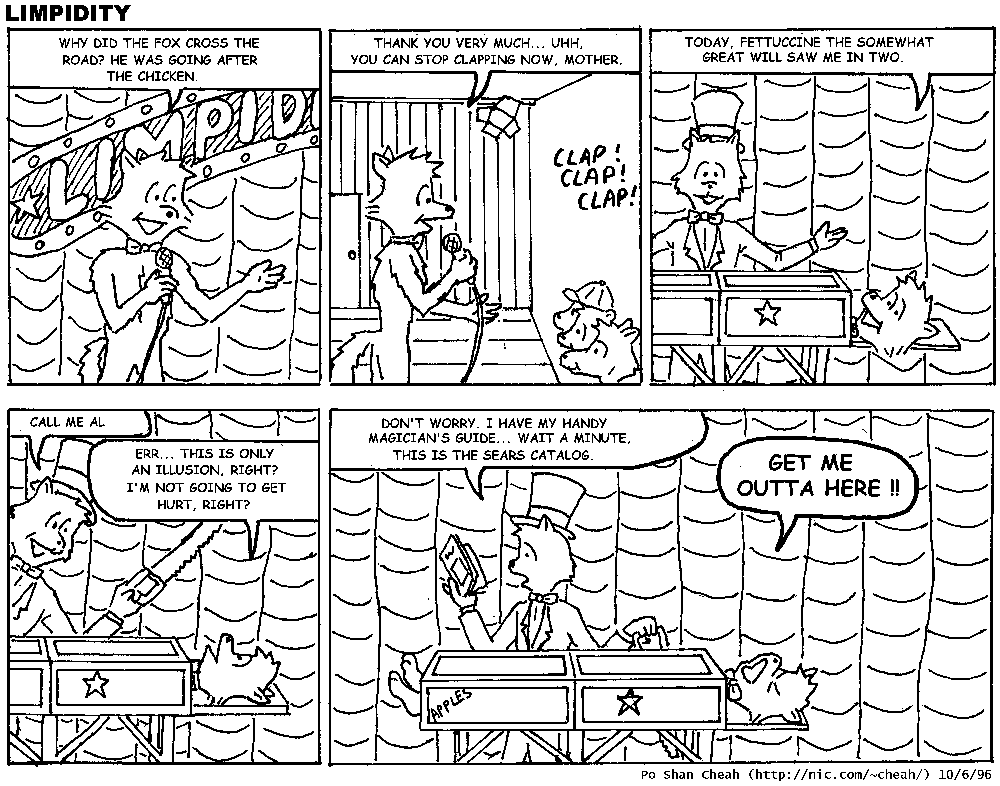 LIMPIDITY
WHY DID THE FOX CROSS THE
ROAD? HE WAS GOING AFTER
THE CHICKEN.
LIMPIDI
THANK YOU VERY MUCH... UHH,
YOU CAN STOP CLAPPING NOW, MOTHER.
CLAP!
CLAP!
CLAP!
TODAY, FETTUCCINE THE SOMEWHAT
GREAT WILL SAW ME IN TWO.
CALL ME AL
ERR... THIS IS ONLY
AN ILLUSION, RIGHT?
I'M NOT GOING TO GET
HURT, RIGHT?
DON'T WORRY. I HAVE MY HANDY
MAGICIAN'S GUIDE... WAIT A MINUTE,
THIS IS THE SEARS CATALOG.
GET ME
OUTTA HERE !!
APPLES
Po Shan Cheah (http://nic.com/~cheah/) 10/6/96